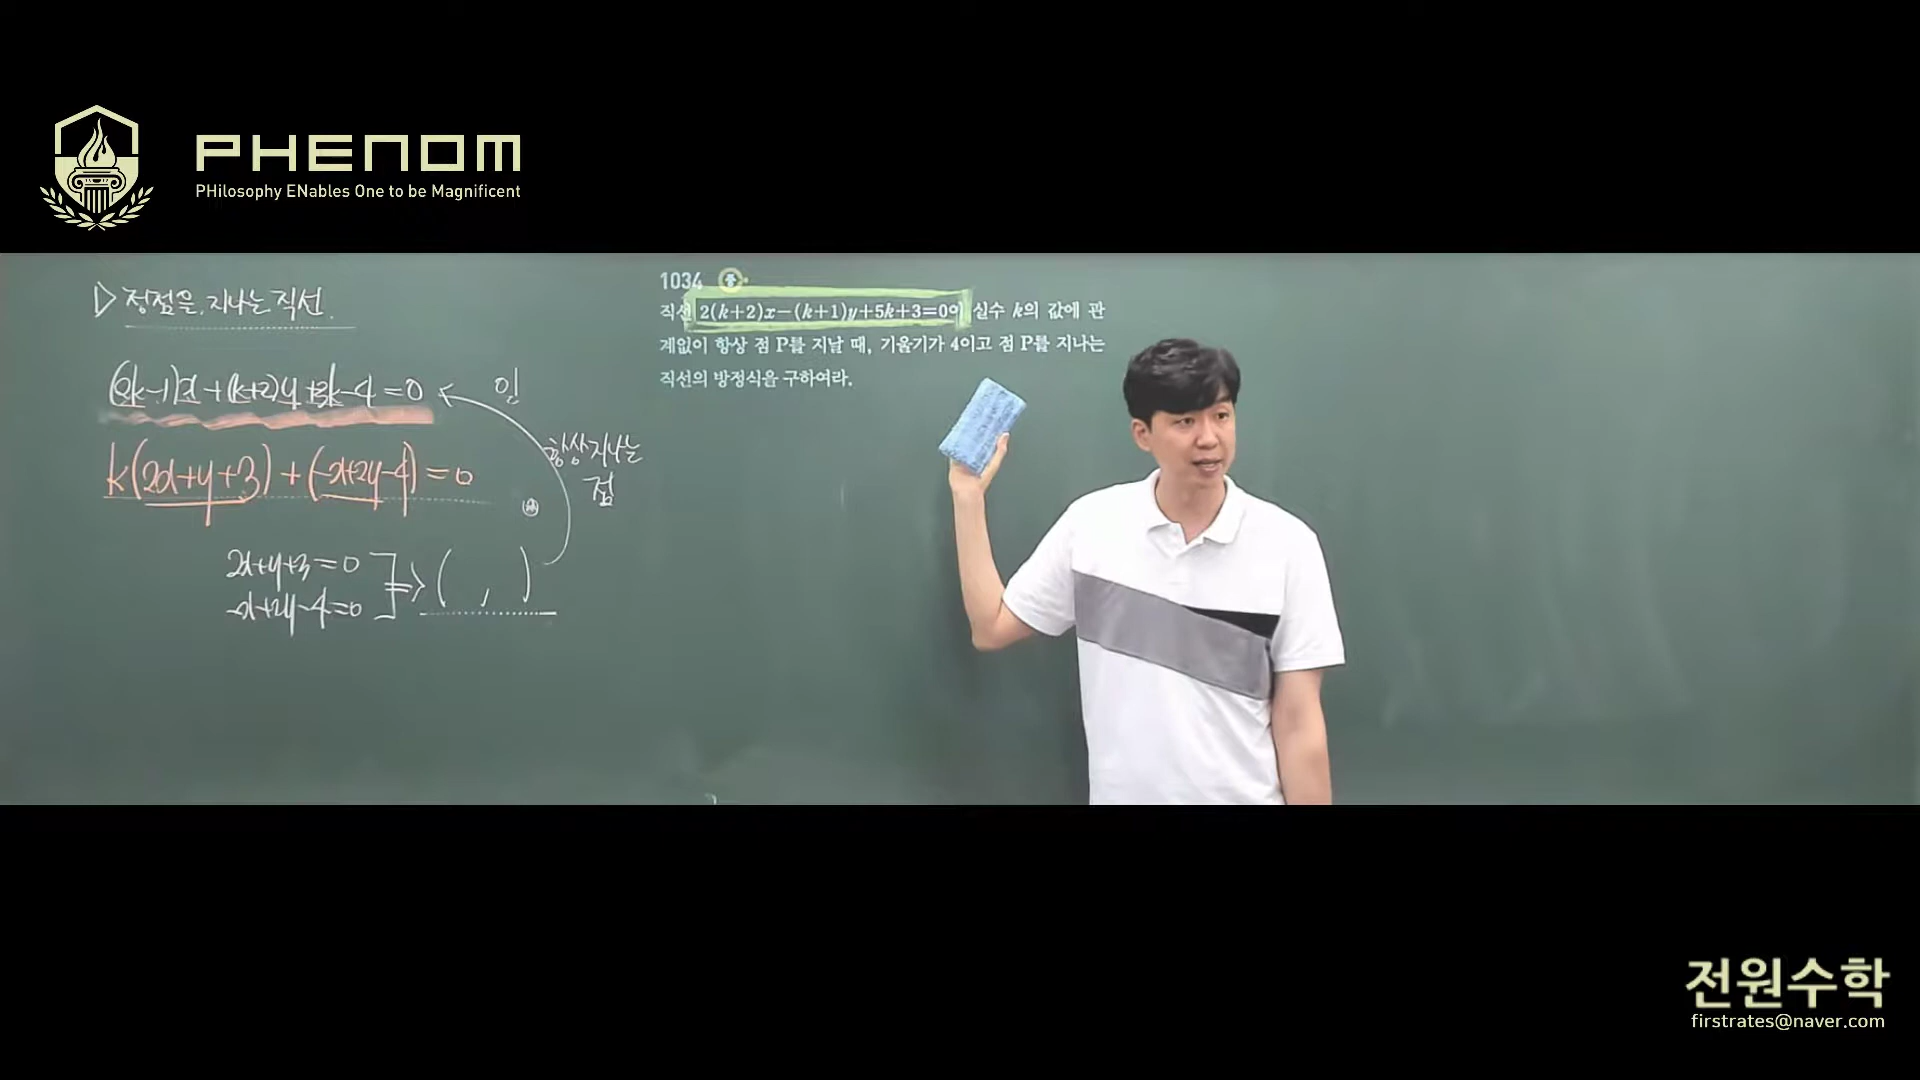 PHENOM
PHilosophy ENables One to be Magnificent
▷ 정점을 지나는 직선.
(2k-1)x+(k+2)y+3k-4=0
k(2x+y+3)+(-x+2y-4)=0
항상 지나는
점
2x+y+3=0
-x+2y-4=0
⇒ ( , )
1034 중
직선 2(k+2)x-(k+1)y+5k+3=0이 실수 k의 값에 관
계없이 항상 점 P를 지날 때, 기울기가 4이고 점 P를 지나는
직선의 방정식을 구하여라.
전원수학
firstrates@naver.com